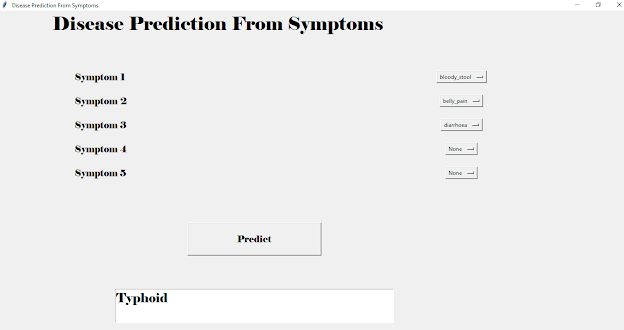 Disease Prediction From Symptoms
Disease Prediction From Symptoms
Symptom 1 bloody_stool
Symptom 2 belly_pain
Symptom 3 diarrhoea
Symptom 4 None
Symptom 5 None
Predict
Typhoid